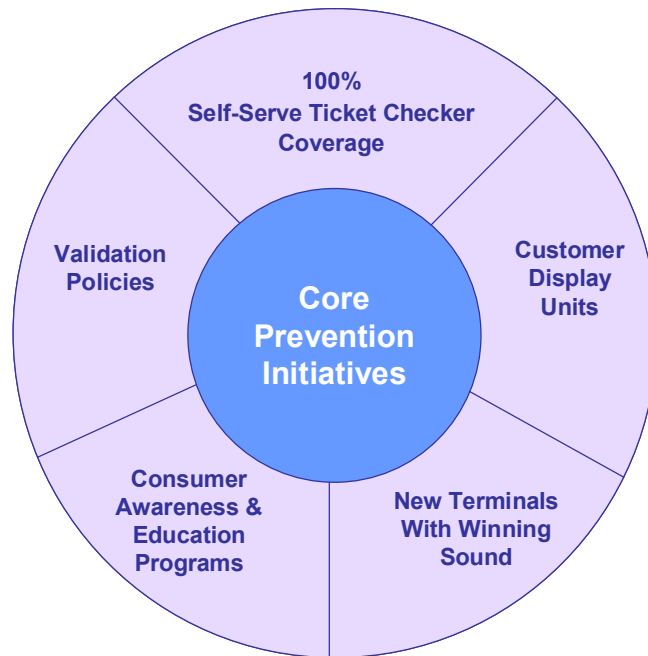 100%
Self-Serve Ticket Checker
Coverage
Customer
Display
Units
New Terminals
With Winning
Sound
Consumer
Awareness &
Education
Programs
Validation
Policies
Core
Prevention
Initiatives